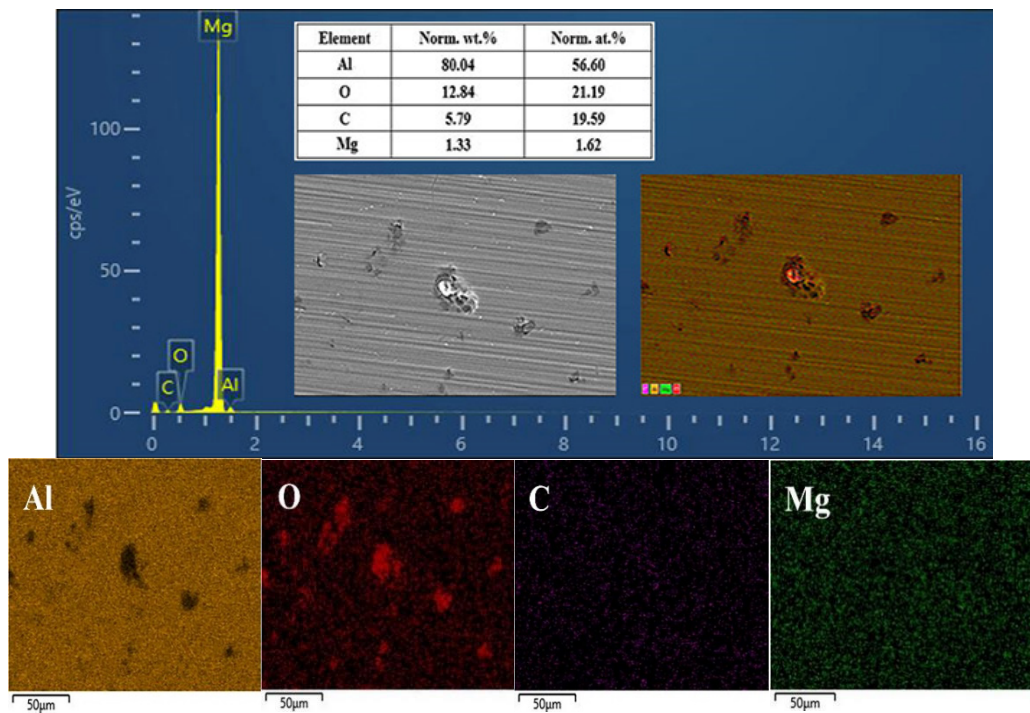 Mg
Element Norm. wt.% Norm. at.%
Al 80.04 56.60
O 12.84 21.19
C 5.79 19.59
Mg 1.33 1.62
cps/eV
100
50
0
C
O
Al
0 2 4 6 8 10 12 14 16
Al
O
C
Mg
50µm
50µm
50µm
50µm